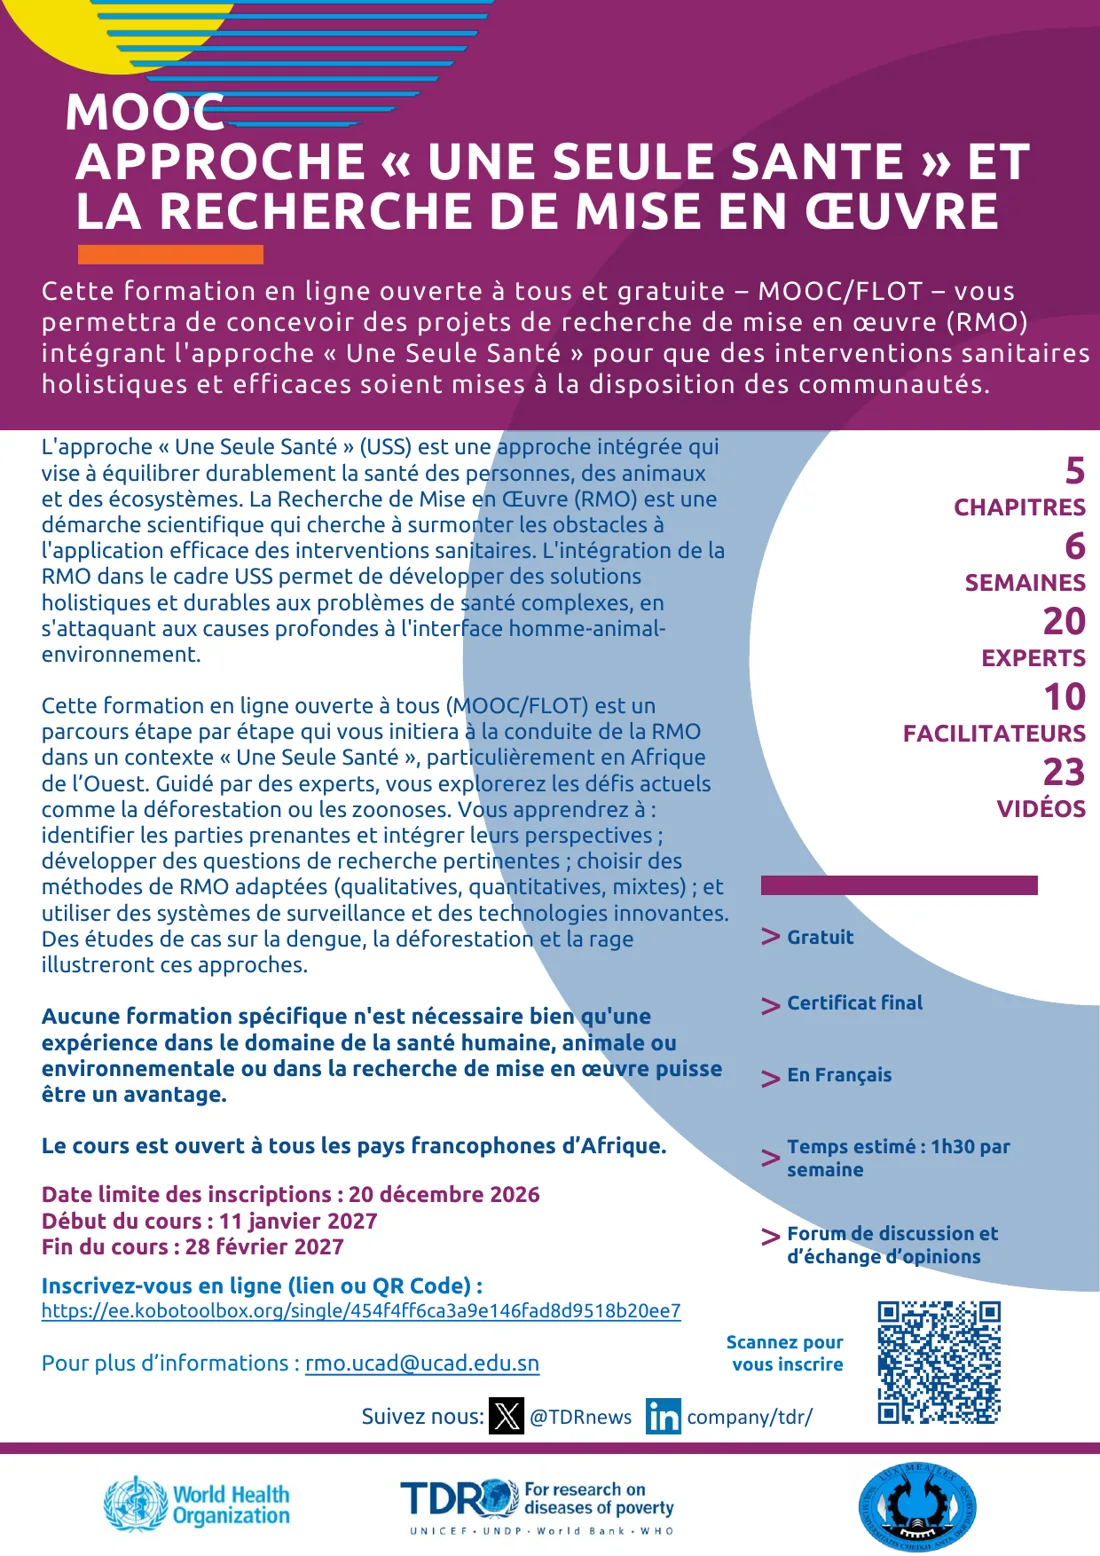 MOOC
APPROCHE « UNE SEULE SANTE » ET
LA RECHERCHE DE MISE EN ŒUVRE
Cette formation en ligne ouverte à tous et gratuite – MOOC/FLOT – vous
permettra de concevoir des projets de recherche de mise en œuvre (RMO)
intégrant l'approche « Une Seule Santé » pour que des interventions sanitaires
holistiques et efficaces soient mises à la disposition des communautés.
L'approche « Une Seule Santé » (USS) est une approche intégrée qui
vise à équilibrer durablement la santé des personnes, des animaux
et des écosystèmes. La Recherche de Mise en Œuvre (RMO) est une
démarche scientifique qui cherche à surmonter les obstacles à
l'application efficace des interventions sanitaires. L'intégration de la
RMO dans le cadre USS permet de développer des solutions
holistiques et durables aux problèmes de santé complexes, en
s'attaquant aux causes profondes à l'interface homme-animal-
environnement.
Cette formation en ligne ouverte à tous (MOOC/FLOT) est un
parcours étape par étape qui vous initiera à la conduite de la RMO
dans un contexte « Une Seule Santé », particulièrement en Afrique
de l’Ouest. Guidé par des experts, vous explorerez les défis actuels
comme la déforestation ou les zoonoses. Vous apprendrez à :
identifier les parties prenantes et intégrer leurs perspectives ;
développer des questions de recherche pertinentes ; choisir des
méthodes de RMO adaptées (qualitatives, quantitatives, mixtes) ; et
utiliser des systèmes de surveillance et des technologies innovantes.
Des études de cas sur la dengue, la déforestation et la rage
illustreront ces approches.
Aucune formation spécifique n'est nécessaire bien qu'une
expérience dans le domaine de la santé humaine, animale ou
environnementale ou dans la recherche de mise en œuvre puisse
être un avantage.
Le cours est ouvert à tous les pays francophones d’Afrique.
Date limite des inscriptions : 20 décembre 2026
Début du cours : 11 janvier 2027
Fin du cours : 28 février 2027
Inscrivez-vous en ligne (lien ou QR Code) :
https://ee.kobotoolbox.org/single/454f4ff6ca3a9e146fad8d9518b20ee7
Pour plus d’informations : rmo.ucad@ucad.edu.sn
5
CHAPITRES
6
SEMAINES
20
EXPERTS
10
FACILITATEURS
23
VIDÉOS
> Gratuit
> Certificat final
> En Français
> Temps estimé : 1h30 par
semaine
> Forum de discussion et
d’échange d’opinions
Scannez pour
vous inscrire
Suivez nous: @TDRnews in company/tdr/
World Health
Organization
TDR For research on
diseases of poverty
UNICEF · UNDP · World Bank · WHO
LUX MEA LEX